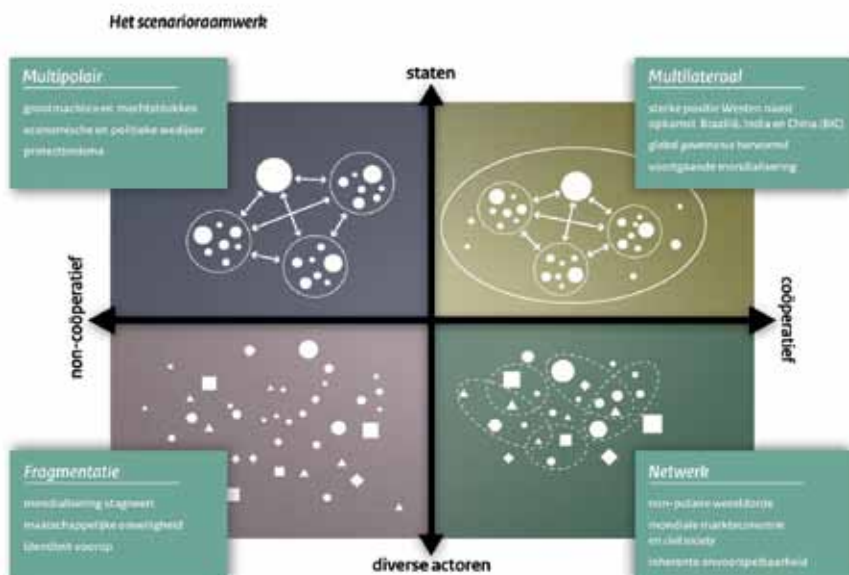 Het scenarioraamwerk
Multipolair
grootmachten en machtsblokken
economische en politieke wedijver
protectionisme
staten
Multilateraal
sterke positie Westen naast
opkomst Brazilië, India en China (BIC)
global governance hervormd
voortgaande mondialisering
non-coöperatief
coöperatief
Fragmentatie
mondialisering stagneert
maatschappelijke onveiligheid
identiteit voorop
diverse actoren
Netwerk
non-polaire wereldorde
mondiale markteconomie
en civil society
inherente onvoorspelbaarheid